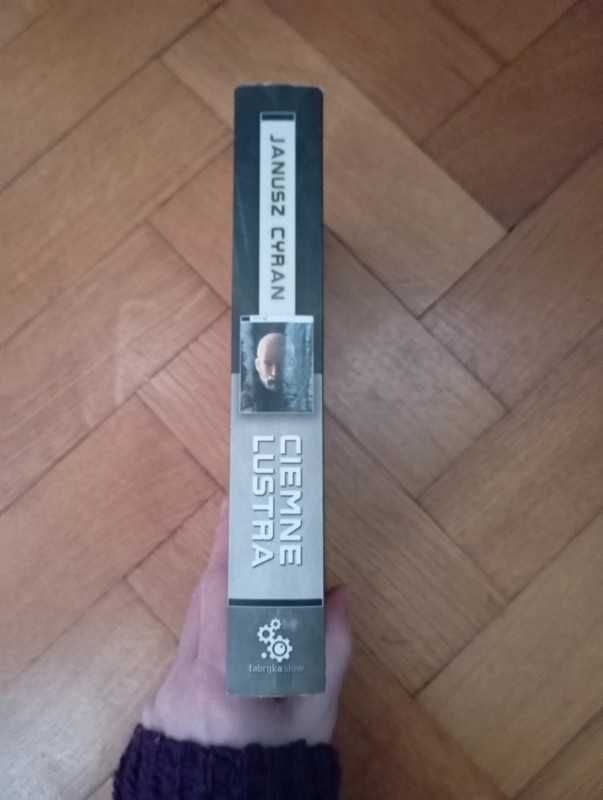 JANUSZ CYRAN
CIEMNE
LUSTRA
fabryka słów